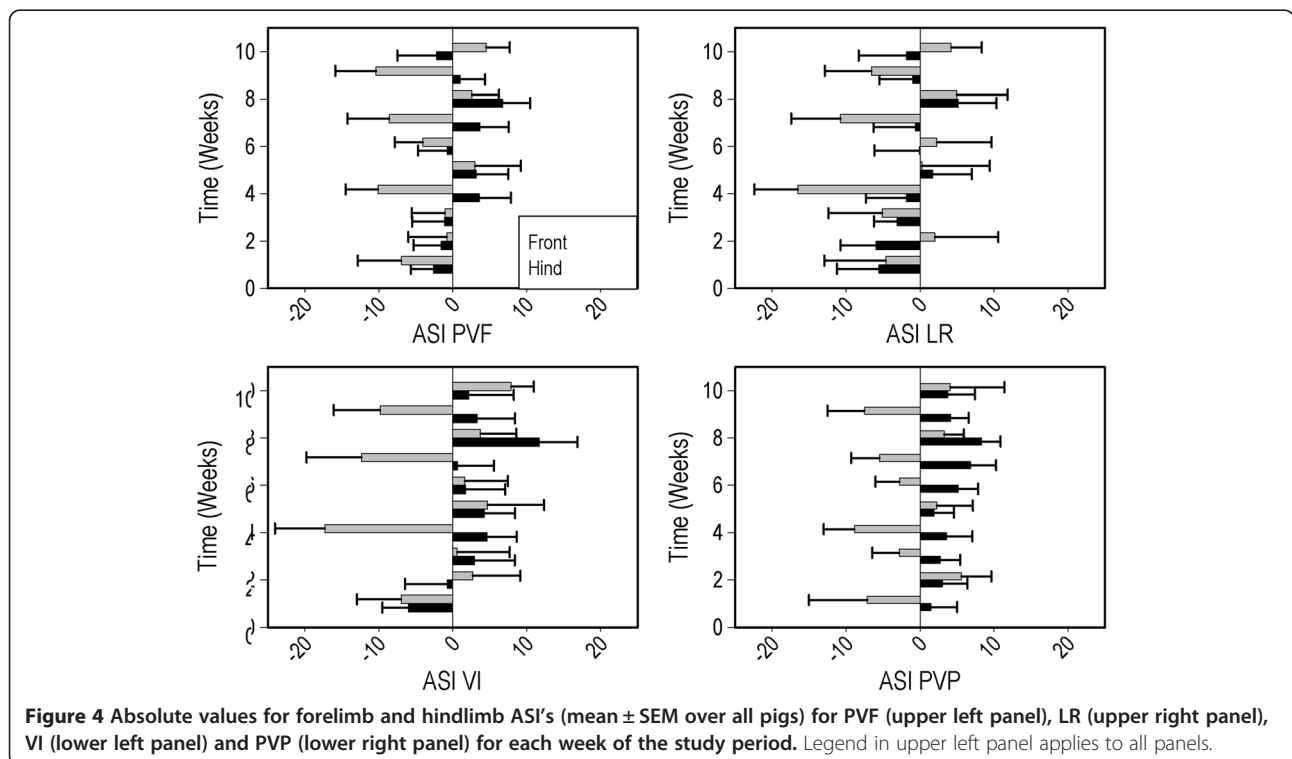 10
8
6
4
2
0
Time (Weeks)
Front
Hind
-20 -10 0 10 20
ASI PVF
10
8
6
4
2
0
Time (Weeks)
-20 -10 0 10 20
ASI LR
Time (Weeks)
-20 -10 0 10 20
ASI VI
10
8
6
4
2
0
Time (Weeks)
-20 -10 0 10 20
ASI PVP
Figure 4 Absolute values for forelimb and hindlimb ASI's (mean ± SEM over all pigs) for PVF (upper left panel), LR (upper right panel),
VI (lower left panel) and PVP (lower right panel) for each week of the study period. Legend in upper left panel applies to all panels.